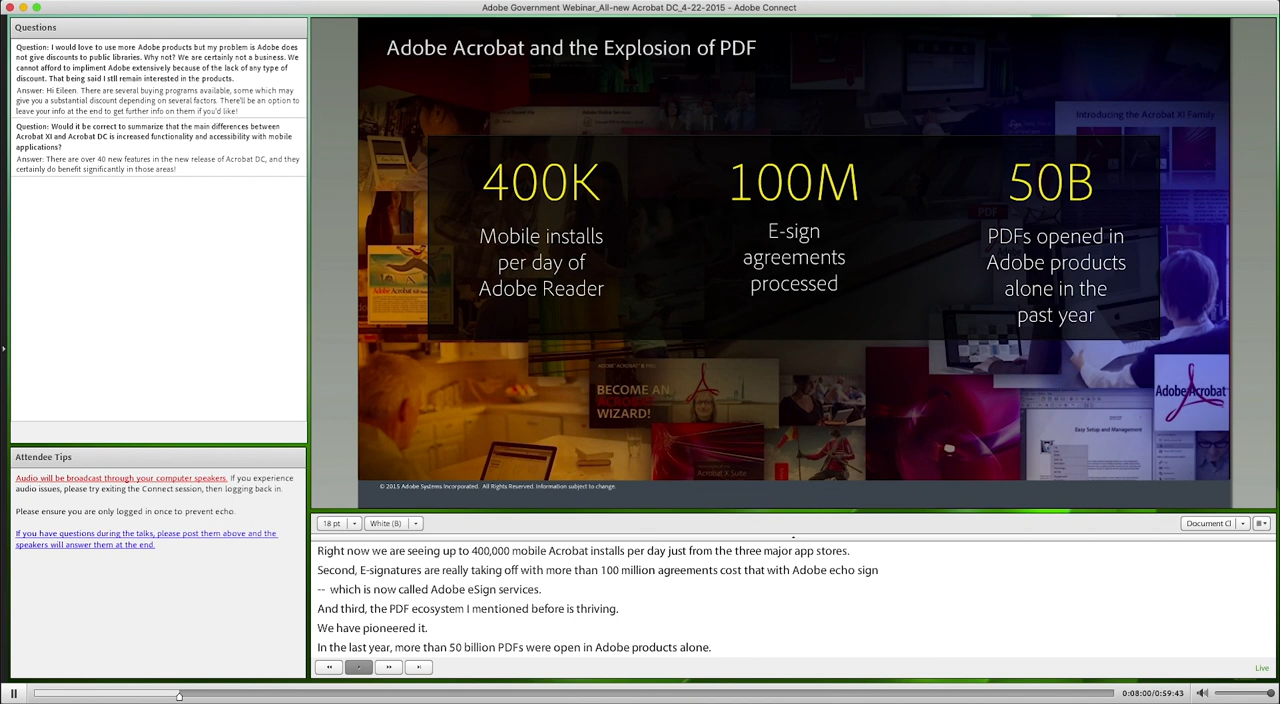 Adobe Government Webinar_All-new Acrobat DC_4-22-2015 - Adobe Connect
Questions
Question: I would love to use more Adobe products but my problem is Adobe does
not give discounts to public libraries. Why not? We are certainly not a business. We
cannot afford to impliment Adobe extensively because of the lack of any type of
discount. That being said I stll remain interested in the products.
Answer: Hi Eileen. There are several buying programs available, some which may
give you a substantial discount depending on several factors. There'll be an option to
leave your info at the end to get further info on them if you'd like!
Question: Would it be correct to summarize that the main differences between
Acrobat XI and Acrobat DC is increased functionality and accessibility with mobile
applications?
Answer: There are over 40 new features in the new release of Acrobat DC, and they
certainly do benefit significantly in those areas!
Attendee Tips
Audio will be broadcast through your computer speakers. If you experience
audio issues, please try exiting the Connect session, then logging back in.
Please ensure you are only logged in once to prevent echo.
If you have questions during the talks, please post them above and the
speakers will answer them at the end.
Adobe Acrobat and the Explosion of PDF
Introducing the Acrobat XI Family
400K
Mobile installs
per day of
Adobe Reader
100M
E-sign
agreements
processed
50B
PDFs opened in
Adobe products
alone in the
past year
PDF
BECOME AN
ACROBAT
WIZARD!
Acrobat X Suite
Easy Setup and Management
Adobe Acrobat
© 2015 Adobe Systems Incorporated. All Rights Reserved. Information subject to change.
18 pt
White (B)
Document Cl
Right now we are seeing up to 400,000 mobile Acrobat installs per day just from the three major app stores.
Second, E-signatures are really taking off with more than 100 million agreements cost that with Adobe echo sign
-- which is now called Adobe eSign services.
And third, the PDF ecosystem I mentioned before is thriving.
We have pioneered it.
In the last year, more than 50 billion PDFs were open in Adobe products alone.
Live
0:08:00/0:59:43